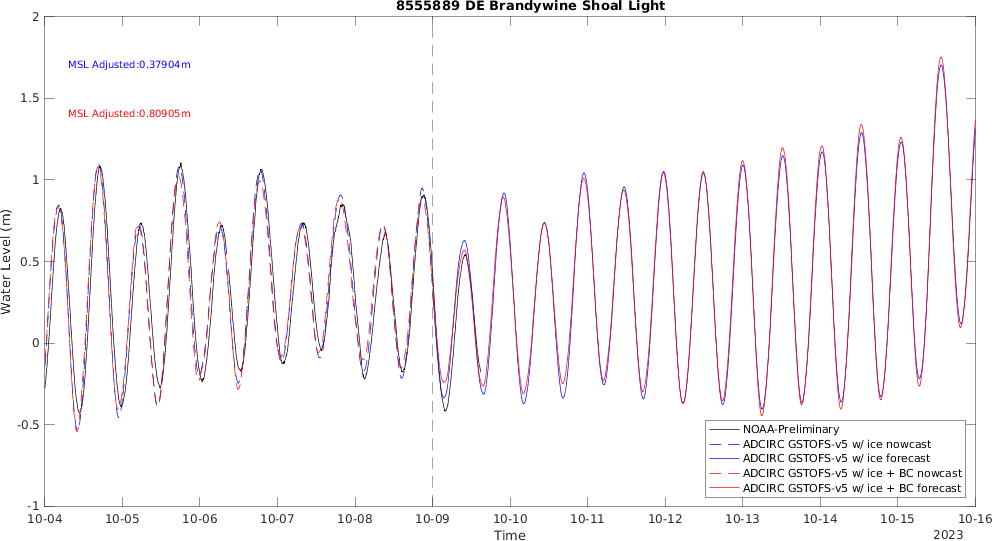 8555889 DE Brandywine Shoal Light
MSL Adjusted:0.37904m
MSL Adjusted:0.80905m
Water Level (m)
2
1.5
1
0.5
0
-0.5
-1
NOAA-Preliminary
ADCIRC GSTOFS-v5 w/ ice nowcast
ADCIRC GSTOFS-v5 w/ ice forecast
ADCIRC GSTOFS-v5 w/ ice + BC nowcast
ADCIRC GSTOFS-v5 w/ ice + BC forecast
10-04 10-05 10-06 10-07 10-08 10-09 10-10 10-11 10-12 10-13 10-14 10-15 10-16
Time
2023